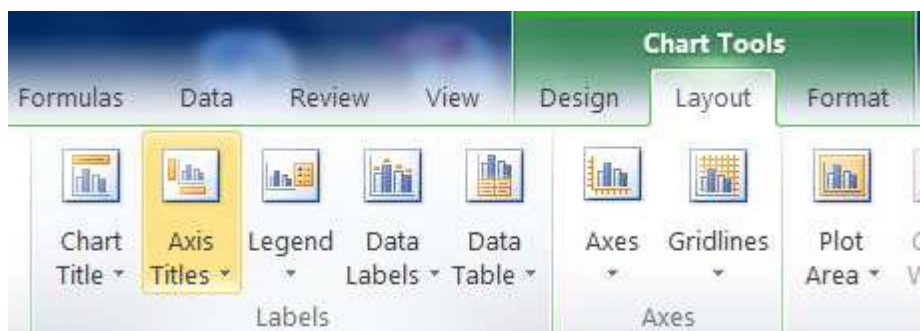 Chart Tools
Formulas Data Review View Design Layout Format
Chart Title Axis Titles Legend Data Labels Data Table Axes Gridlines Plot Area
Labels Axes